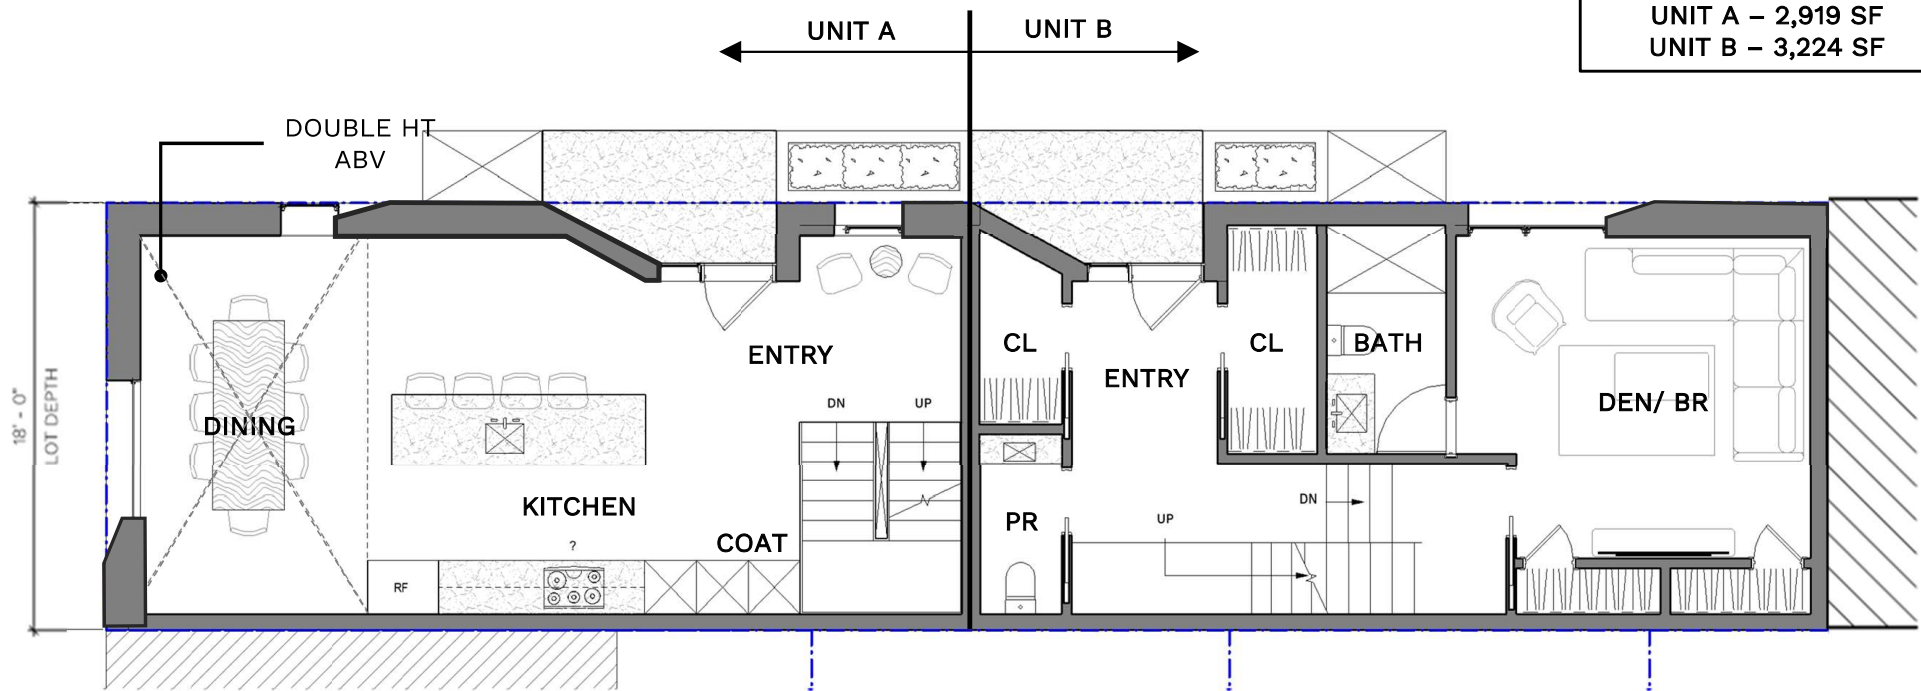 UNIT A – 2,919 SF
UNIT B – 3,224 SF
UNIT A
UNIT B
DOUBLE HT
ABV
18' - 0"
LOT DEPTH
DINING
KITCHEN
ENTRY
COAT
RF
?
DN
UP
CL
ENTRY
CL
BATH
DEN/ BR
PR
UP
DN